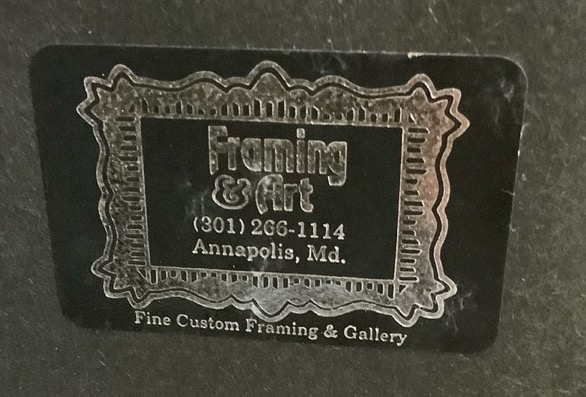 Framing
& Art
(301) 266-1114
Annapolis, Md.
Fine Custom Framing & Gallery